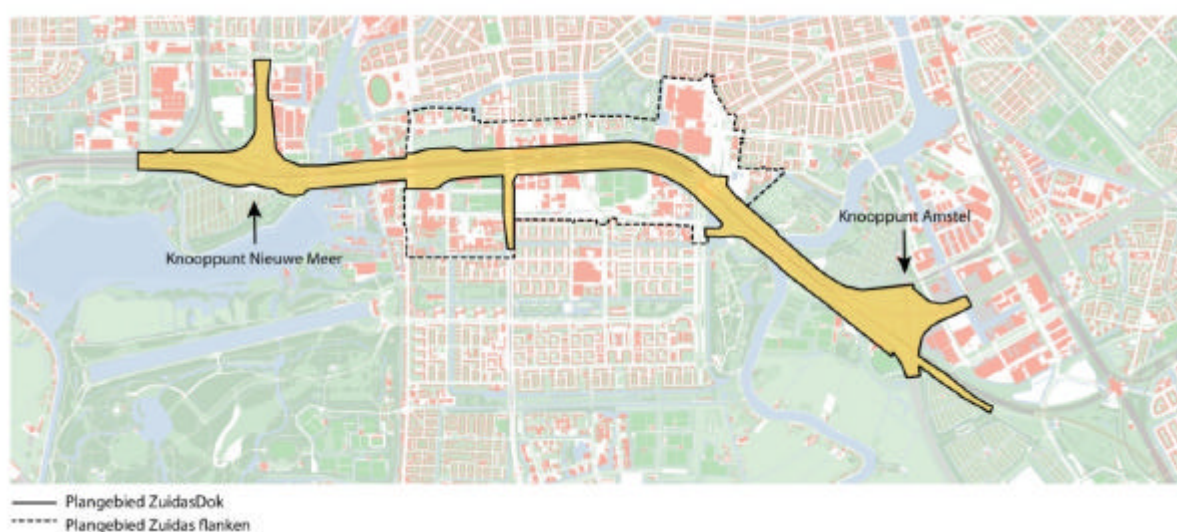 Knooppunt Amstel
Knooppunt Nieuwe Meer
Plangebied ZuidasDok
Plangebied Zuidas flanken